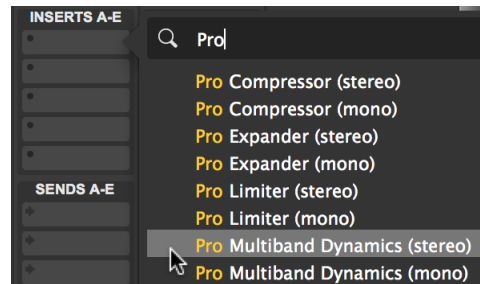 INSERTS A-E
Pro
Pro Compressor (stereo)
Pro Compressor (mono)
Pro Expander (stereo)
Pro Expander (mono)
Pro Limiter (stereo)
Pro Limiter (mono)
SENDS A-E
Pro Multiband Dynamics (stereo)
Pro Multiband Dynamics (mono)